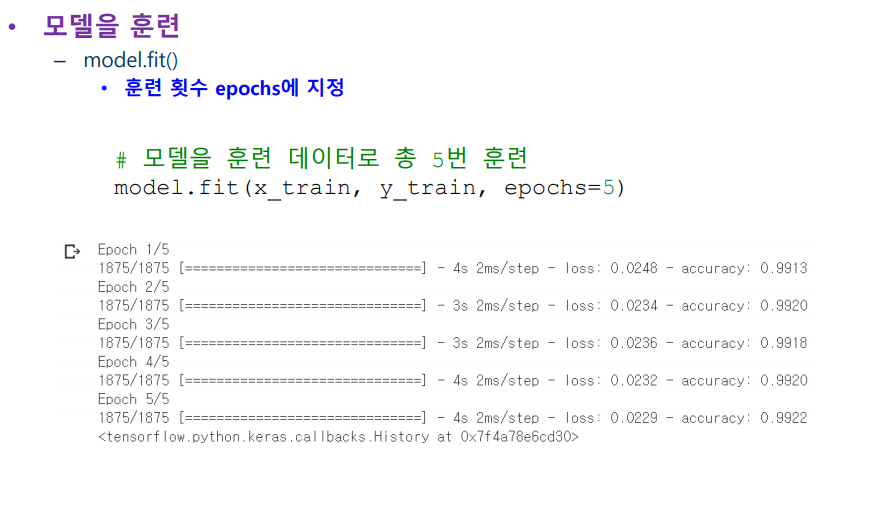 • 모델을 훈련
– model.fit()
• 훈련 횟수 epochs에 지정
# 모델을 훈련 데이터로 총 5번 훈련
model.fit(x_train, y_train, epochs=5)
Epoch 1/5
1875/1875 [==============================] - 4s 2ms/step - loss: 0.0248 - accuracy: 0.9913
Epoch 2/5
1875/1875 [==============================] - 3s 2ms/step - loss: 0.0234 - accuracy: 0.9920
Epoch 3/5
1875/1875 [==============================] - 3s 2ms/step - loss: 0.0236 - accuracy: 0.9918
Epoch 4/5
1875/1875 [==============================] - 4s 2ms/step - loss: 0.0232 - accuracy: 0.9920
Epoch 5/5
1875/1875 [==============================] - 4s 2ms/step - loss: 0.0229 - accuracy: 0.9922
<tensorflow.python.keras.callbacks.History at 0x7f4a78e6cd30>